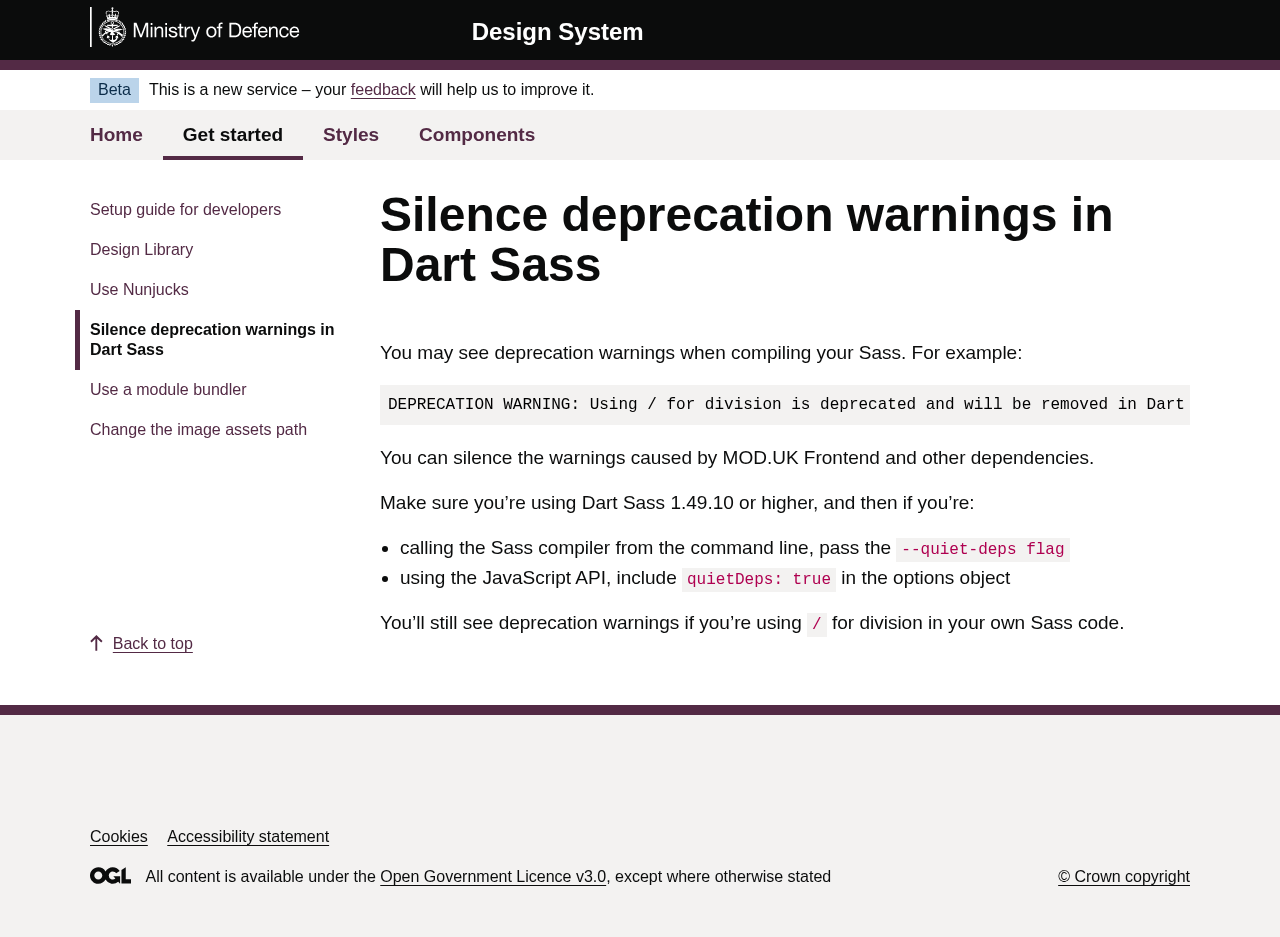 Ministry of Defence
Design System
Beta
This is a new service – your feedback will help us to improve it.
Home
Get started
Styles
Components
Setup guide for developers
Design Library
Use Nunjucks
Silence deprecation warnings in
Dart Sass
Use a module bundler
Change the image assets path
Back to top
Silence deprecation warnings in
Dart Sass
You may see deprecation warnings when compiling your Sass. For example:
DEPRECATION WARNING: Using / for division is deprecated and will be removed in Dart
You can silence the warnings caused by MOD.UK Frontend and other dependencies.
Make sure you’re using Dart Sass 1.49.10 or higher, and then if you’re:
• calling the Sass compiler from the command line, pass the --quiet-deps flag
• using the JavaScript API, include quietDeps: true in the options object
You’ll still see deprecation warnings if you’re using / for division in your own Sass code.
Cookies
Accessibility statement
OGL
All content is available under the Open Government Licence v3.0, except where otherwise stated
© Crown copyright